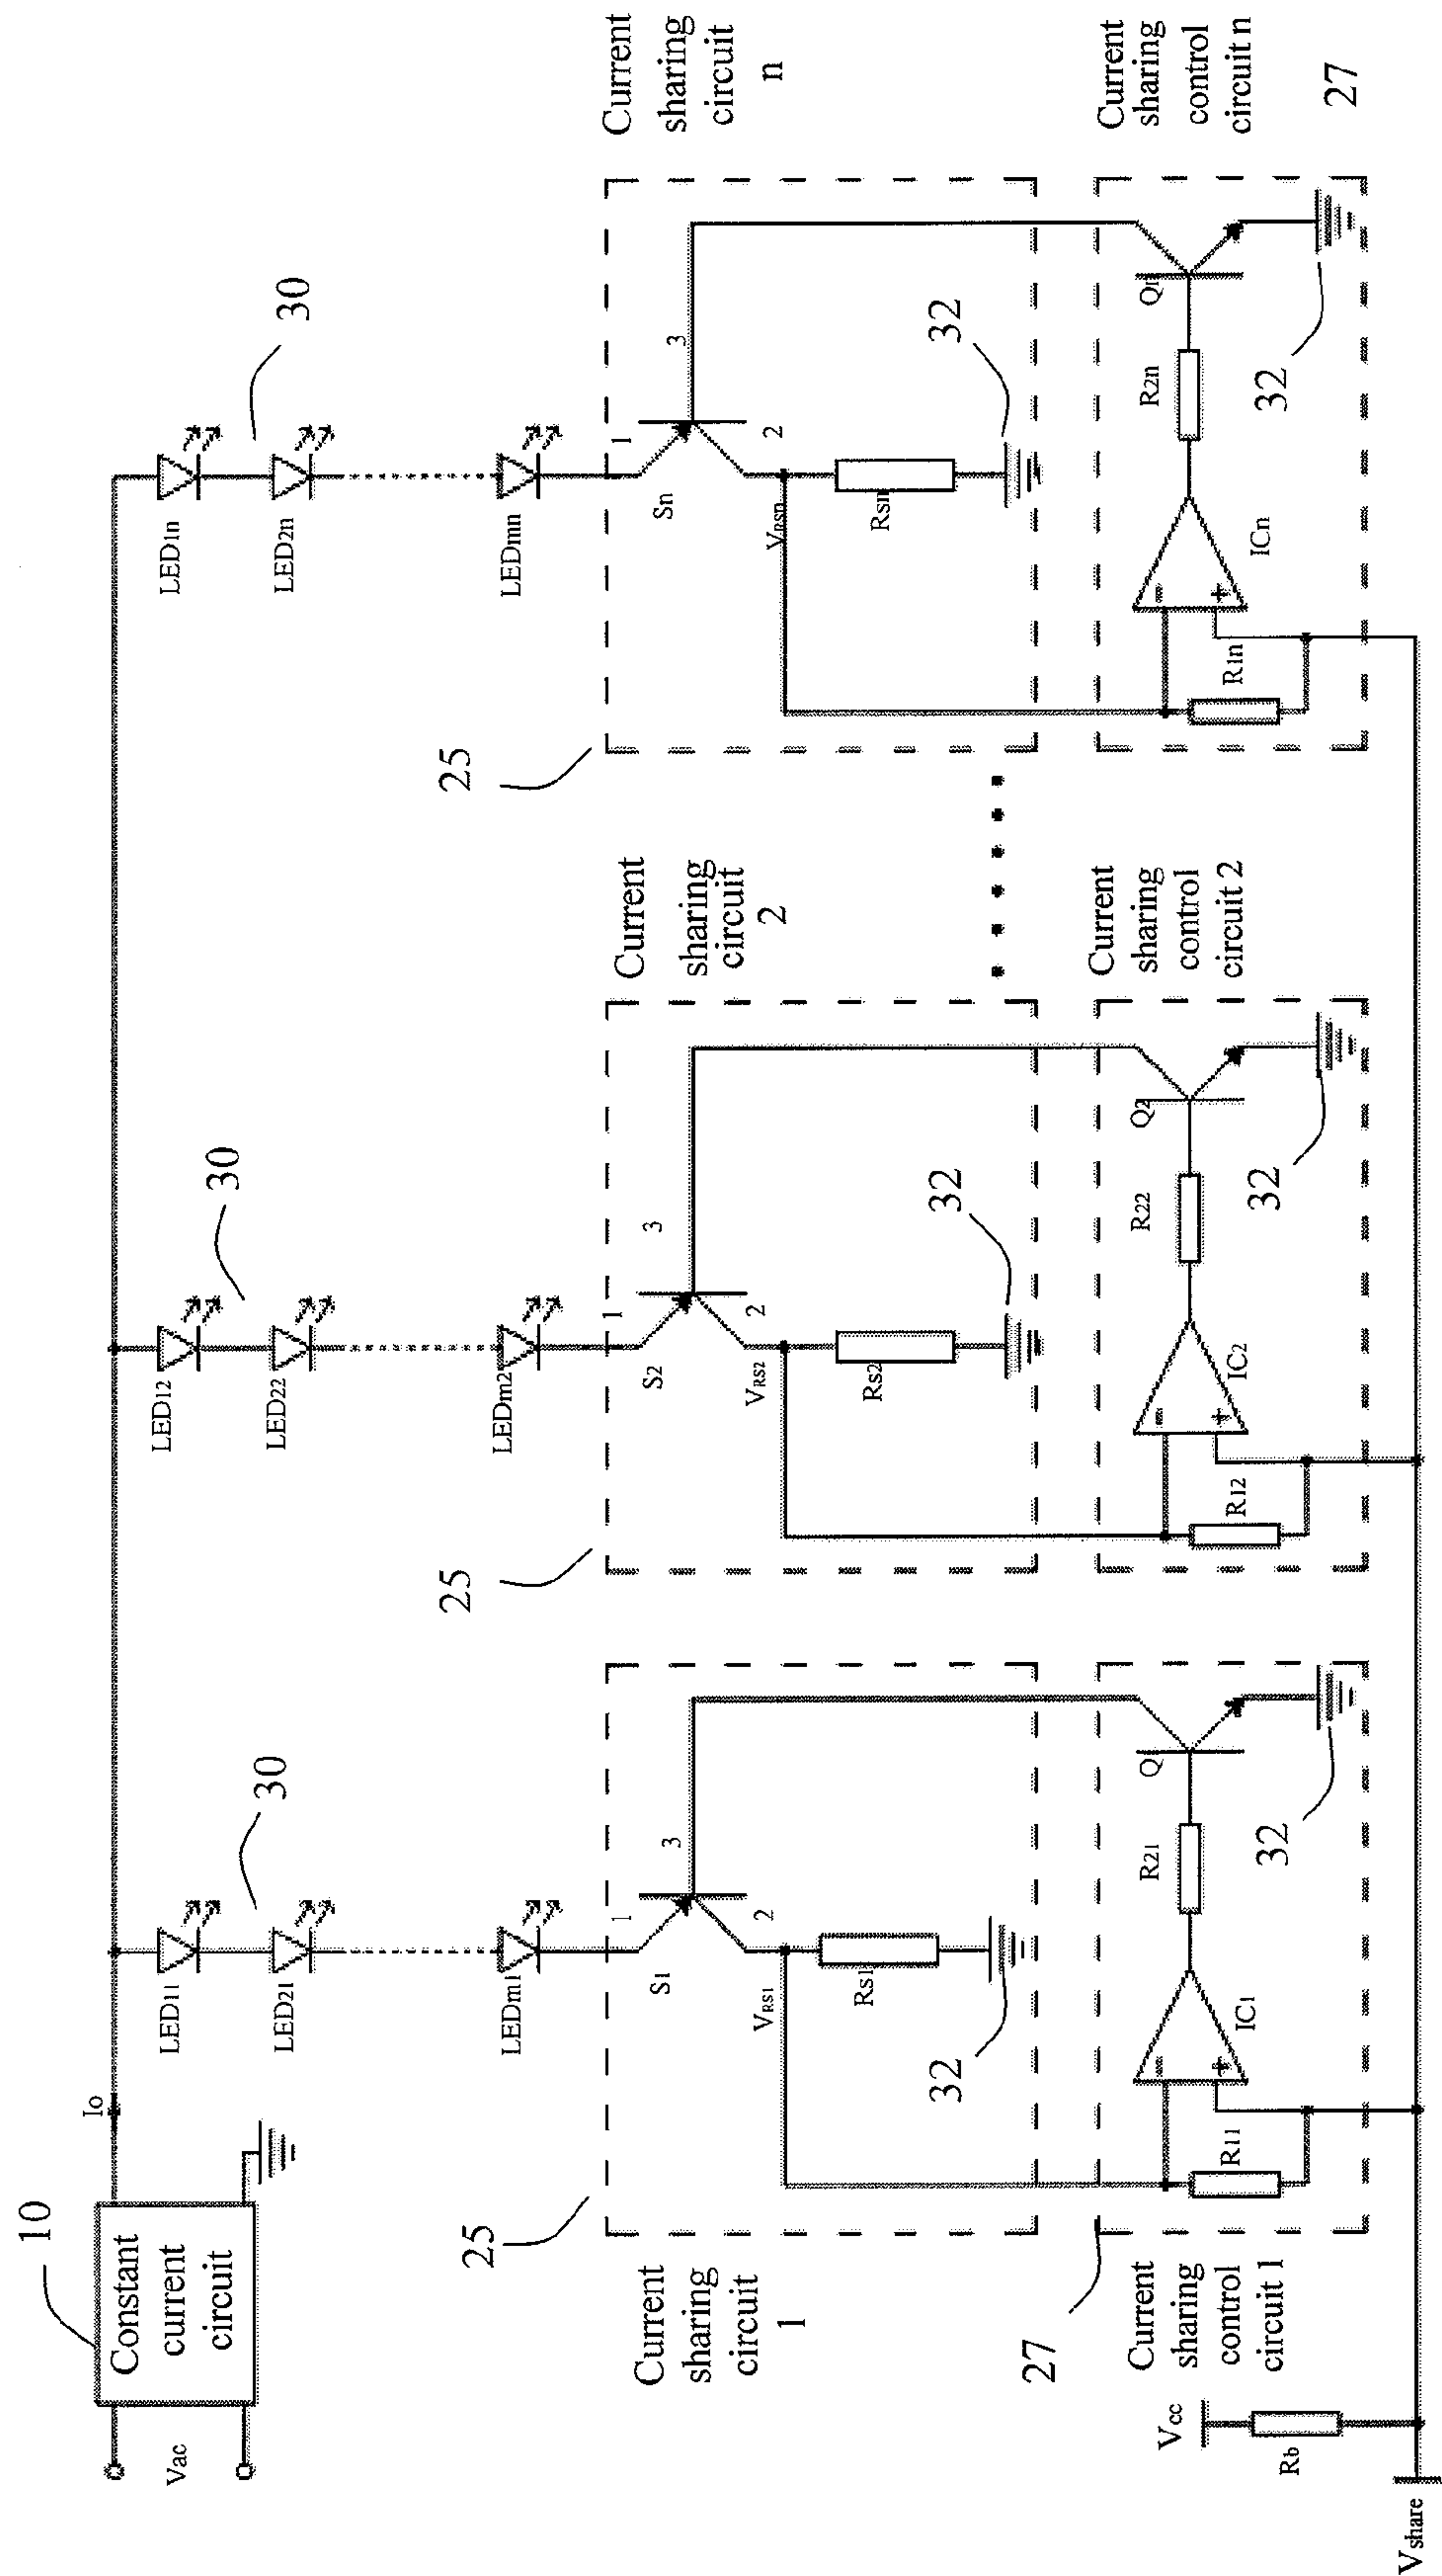 10
Constant
current
circuit
Vac
Io
30
30
30
LED11
LED21
LEDm1
LED12
LED22
LEDm2
LED1n
LED2n
LEDmn
25
25
25
Current
sharing
circuit
1
Current
sharing
circuit
2
Current
sharing
circuit
n
S1
1
2
3
VRS1
Rs1
32
S2
1
2
3
VRS2
Rs2
32
Sn
1
2
3
VRSn
Rsn
32
27
Current
sharing
control
circuit 1
Current
sharing
control
circuit 2
Current
sharing
control
circuit n
27
R11
-
+
IC1
R21
Q
32
R12
-
+
IC2
R22
Q2
32
R1n
-
+
ICn
R2n
Qn
32
Vcc
Rb
Vshare